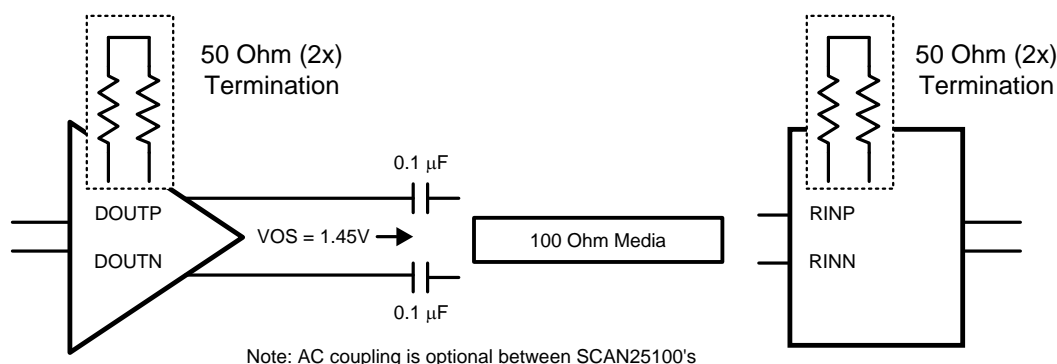 50 Ohm (2x)
Termination
50 Ohm (2x)
Termination
0.1 μF
DOUTP
VOS = 1.45V
DOUTN
100 Ohm Media
RINP
RINN
0.1 μF
Note: AC coupling is optional between SCAN25100's